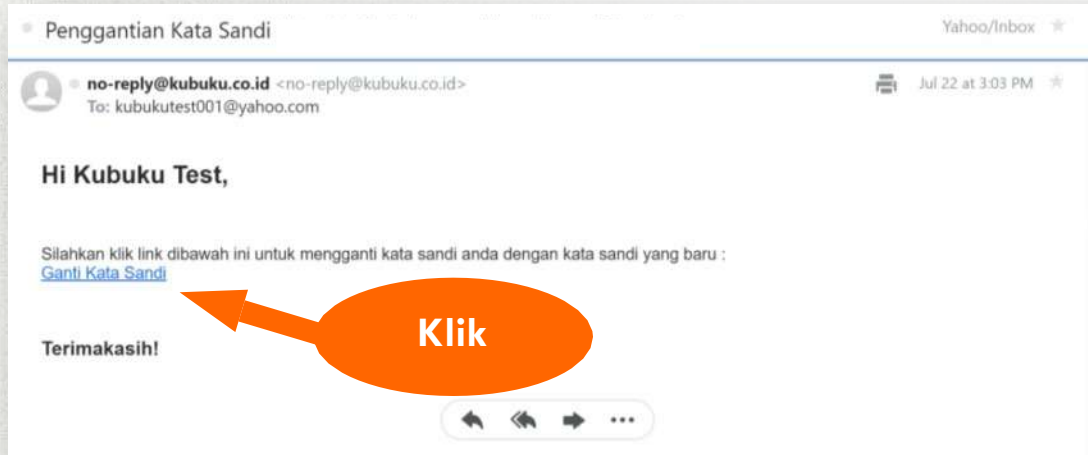 Penggantian Kata Sandi
Yahoo/Inbox
no-reply@kubuku.co.id <no-reply@kubuku.co.id>
Jul 22 at 3:03 PM
To: kubukutest001@yahoo.com
Hi Kubuku Test,
Silahkan klik link dibawah ini untuk mengganti kata sandi anda dengan kata sandi yang baru :
Ganti Kata Sandi
Klik
Terimakasih!